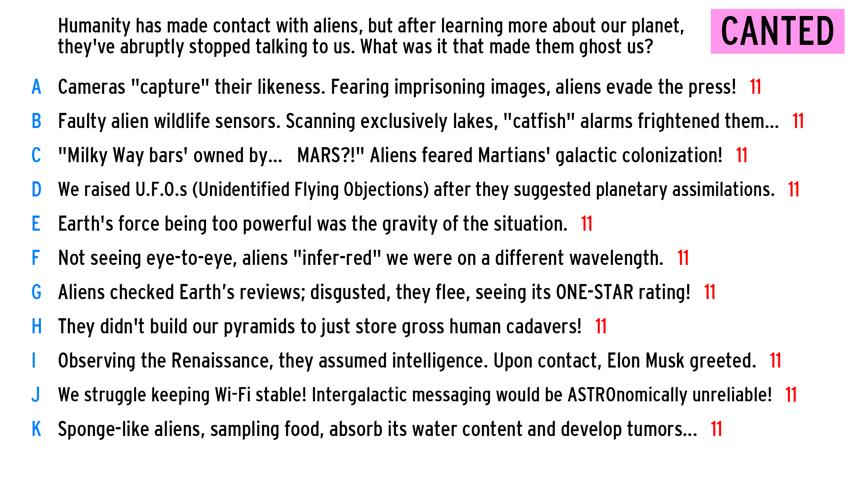 Humanity has made contact with aliens, but after learning more about our planet,
they've abruptly stopped talking to us. What was it that made them ghost us?
CANTED
A Cameras "capture" their likeness. Fearing imprisoning images, aliens evade the press! 11
B Faulty alien wildlife sensors. Scanning exclusively lakes, "catfish" alarms frightened them... 11
C "Milky Way bars' owned by... MARS?!" Aliens feared Martians' galactic colonization! 11
D We raised U.F.O.s (Unidentified Flying Objections) after they suggested planetary assimilations. 11
E Earth's force being too powerful was the gravity of the situation. 11
F Not seeing eye-to-eye, aliens "infer-red" we were on a different wavelength. 11
G Aliens checked Earth’s reviews; disgusted, they flee, seeing its ONE-STAR rating! 11
H They didn't build our pyramids to just store gross human cadavers! 11
I Observing the Renaissance, they assumed intelligence. Upon contact, Elon Musk greeted. 11
J We struggle keeping Wi-Fi stable! Intergalactic messaging would be ASTROnomically unreliable! 11
K Sponge-like aliens, sampling food, absorb its water content and develop tumors... 11